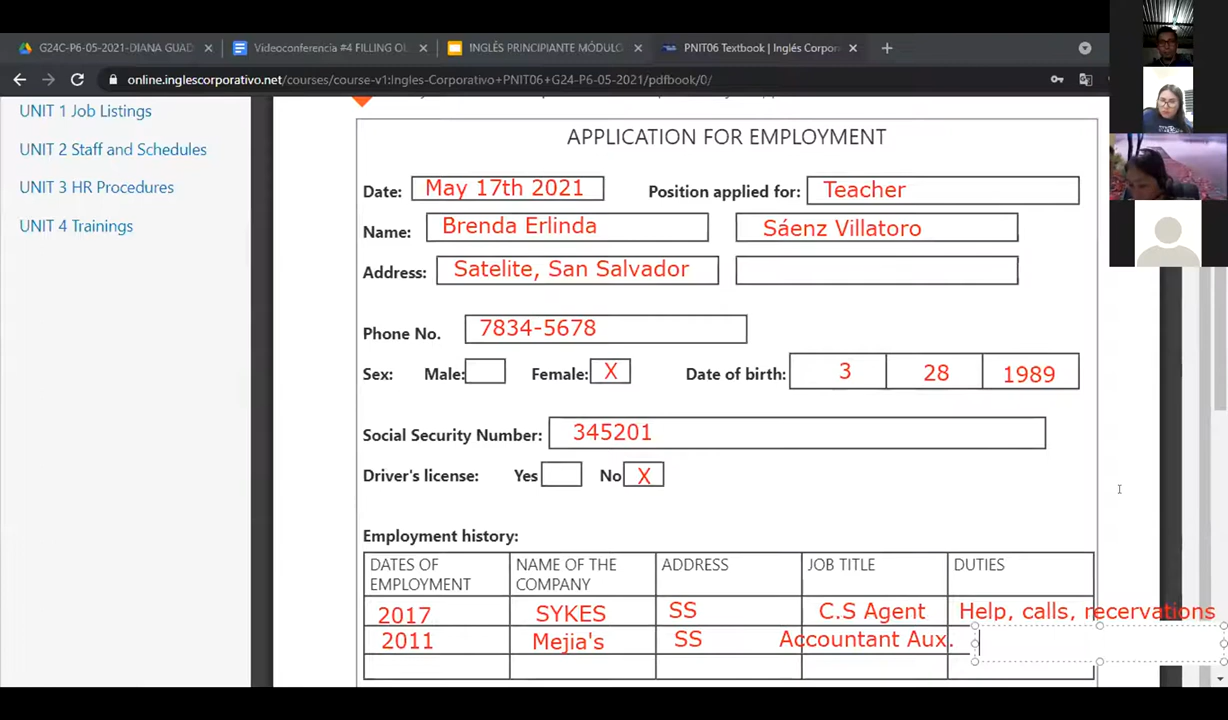 G24C-P6-05-2021-DIANA GUAD
Videoconferencia #4 FILLING OU
INGLÉS PRINCIPIANTE MÓDULO
PNIT06 Textbook | Inglés Corpor
online.inglescorporativo.net/courses/course-v1:Ingles-Corporativo+PNIT06+G24-P6-05-2021/pdfbook/0/
UNIT 1 Job Listings
UNIT 2 Staff and Schedules
UNIT 3 HR Procedures
UNIT 4 Trainings
APPLICATION FOR EMPLOYMENT
Date: May 17th 2021 Position applied for: Teacher
Name: Brenda Erlinda Sáenz Villatoro
Address: Satelite, San Salvador
Phone No. 7834-5678
Sex: Male: Female: X Date of birth: 3 28 1989
Social Security Number: 345201
Driver's license: Yes No X
Employment history:
DATES OF EMPLOYMENT NAME OF THE COMPANY ADDRESS JOB TITLE DUTIES
2017 SYKES SS C.S Agent Help, calls, recervations
2011 Mejia's SS Accountant Aux.